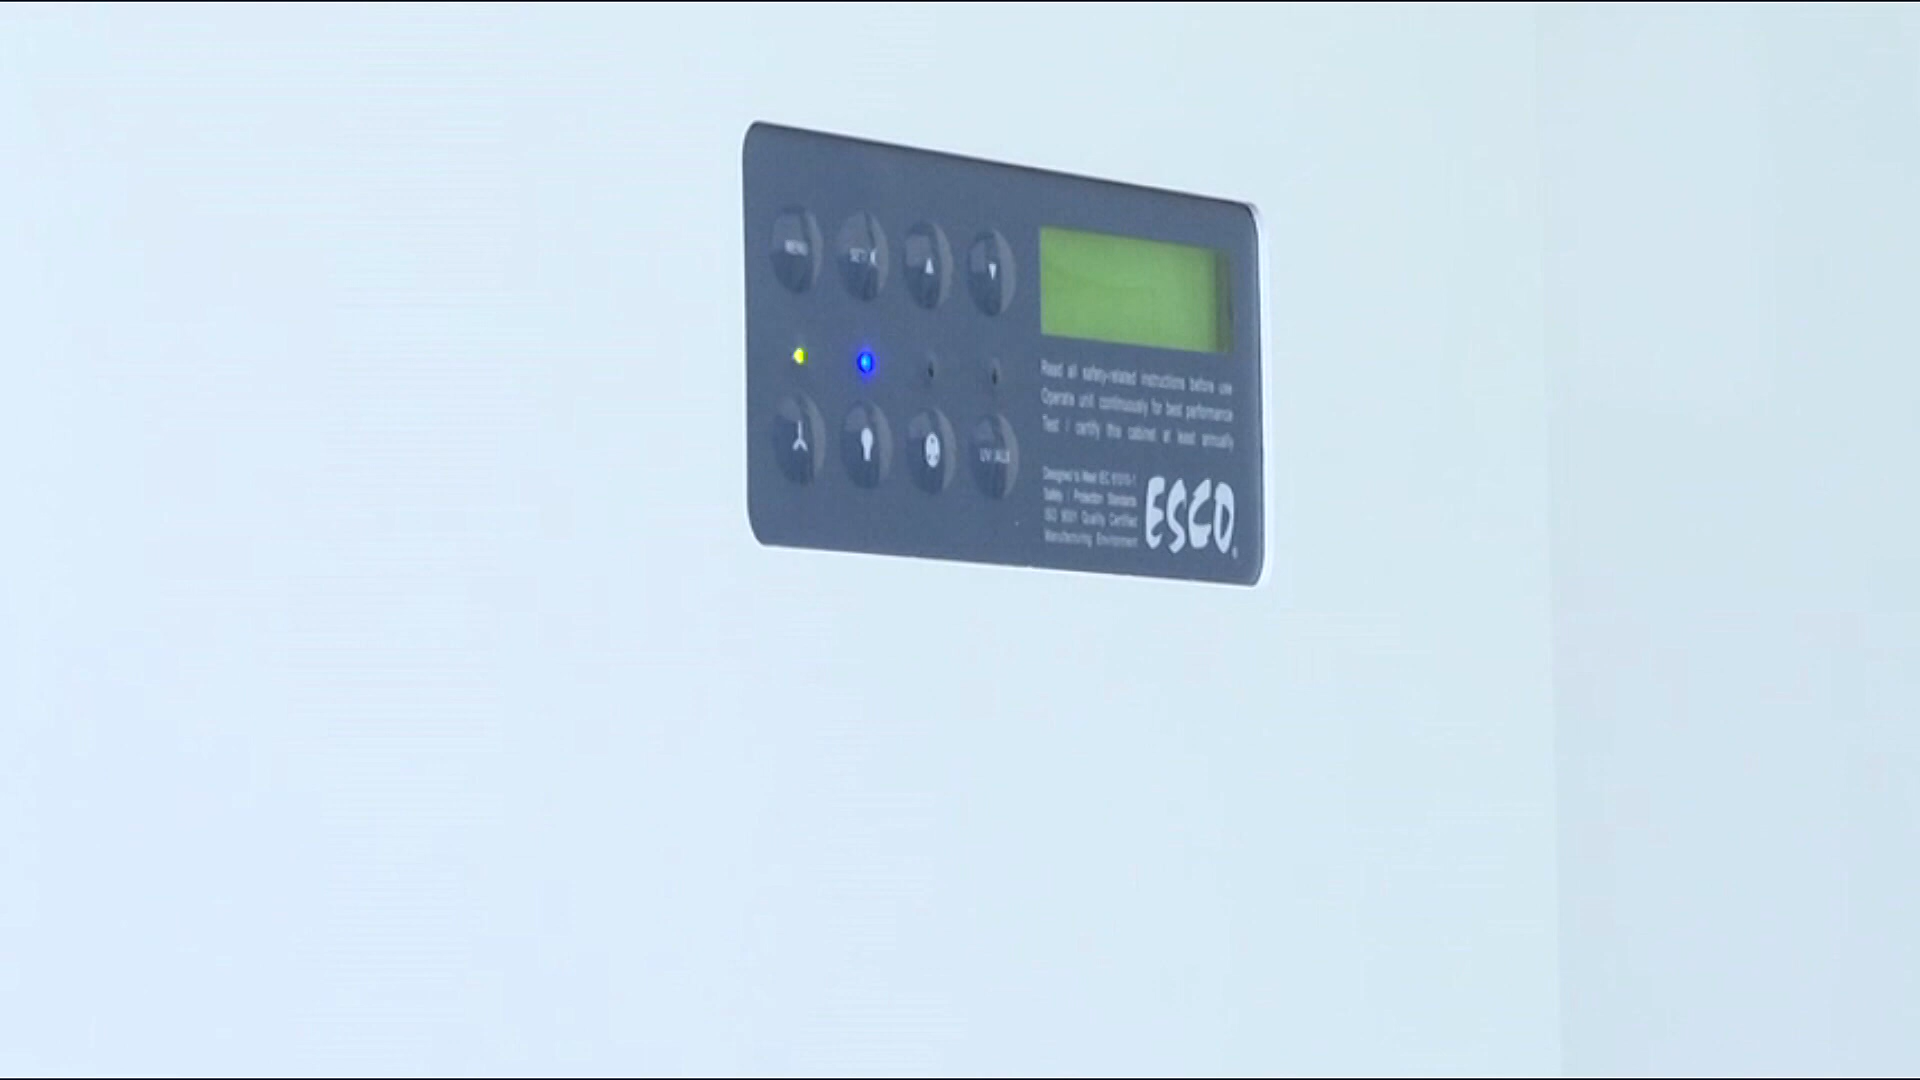 MENU SET/ ▲ ▼
Read all safety-related instructions before use
Operate unit continuously for best performance
Test / certify this cabinet at least annually
UV/AUX
Designed to Meet IEC 61010-1
Safety / Protection Standards
ISO 9001 Quality Certified
Manufacturing Environment
ESCO